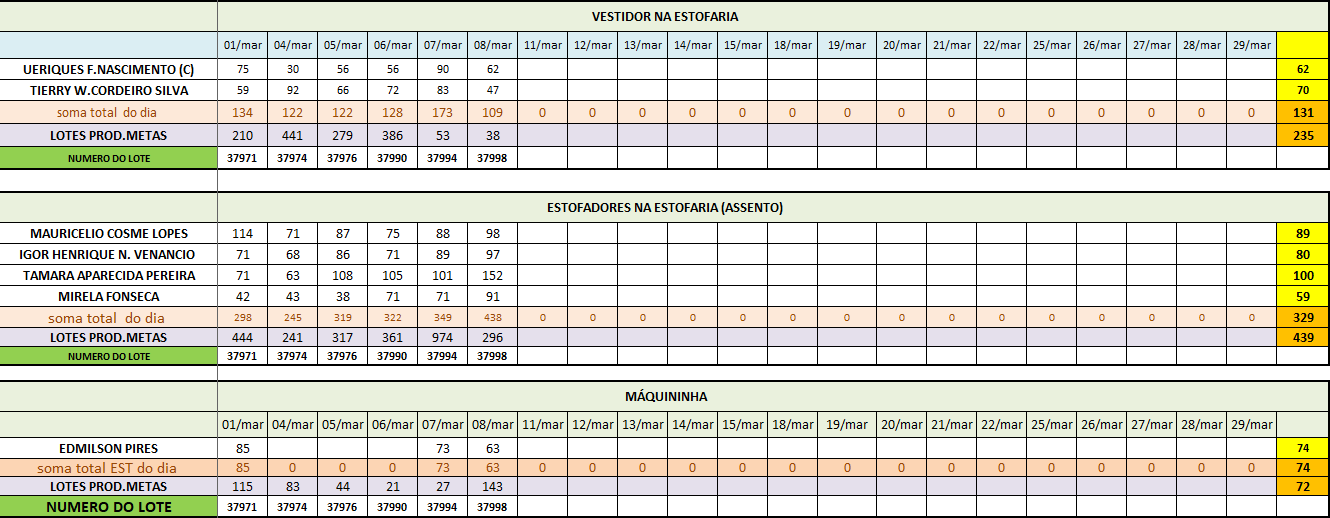 VESTIDOR NA ESTOFARIA
01/mar 04/mar 05/mar 06/mar 07/mar 08/mar 11/mar 12/mar 13/mar 14/mar 15/mar 18/mar 19/mar 20/mar 21/mar 22/mar 25/mar 26/mar 27/mar 28/mar 29/mar
UERIQUES F.NASCIMENTO (C) 75 30 56 56 90 62 62
TIERRY W.CORDEIRO SILVA 59 92 66 72 83 47 70
soma total do dia 134 122 122 128 173 109 0 0 0 0 0 0 0 0 0 0 0 0 0 0 0 131
LOTES PROD.METAS 210 441 279 386 53 38 235
NUMERO DO LOTE 37971 37974 37976 37990 37994 37998
ESTOFADORES NA ESTOFARIA (ASSENTO)
MAURICELIO COSME LOPES 114 71 87 75 88 98 89
IGOR HENRIQUE N. VENANCIO 71 68 86 71 89 97 80
TAMARA APARECIDA PEREIRA 71 63 108 105 101 152 100
MIRELA FONSECA 42 43 38 71 71 91 59
soma total do dia 298 245 319 322 349 438 0 0 0 0 0 0 0 0 0 0 0 0 0 0 0 329
LOTES PROD.METAS 444 241 317 361 974 296 439
NUMERO DO LOTE 37971 37974 37976 37990 37994 37998
MÁQUININHA
01/mar 04/mar 05/mar 06/mar 07/mar 08/mar 11/mar 12/mar 13/mar 14/mar 15/mar 18/mar 19/mar 20/mar 21/mar 22/mar 25/mar 26/mar 27/mar 28/mar 29/mar
EDMILSON PIRES 85 73 63 74
soma total EST do dia 85 0 0 0 73 63 0 0 0 0 0 0 0 0 0 0 0 0 0 0 0 74
LOTES PROD.METAS 115 83 44 21 27 143 72
NUMERO DO LOTE 37971 37974 37976 37990 37994 37998